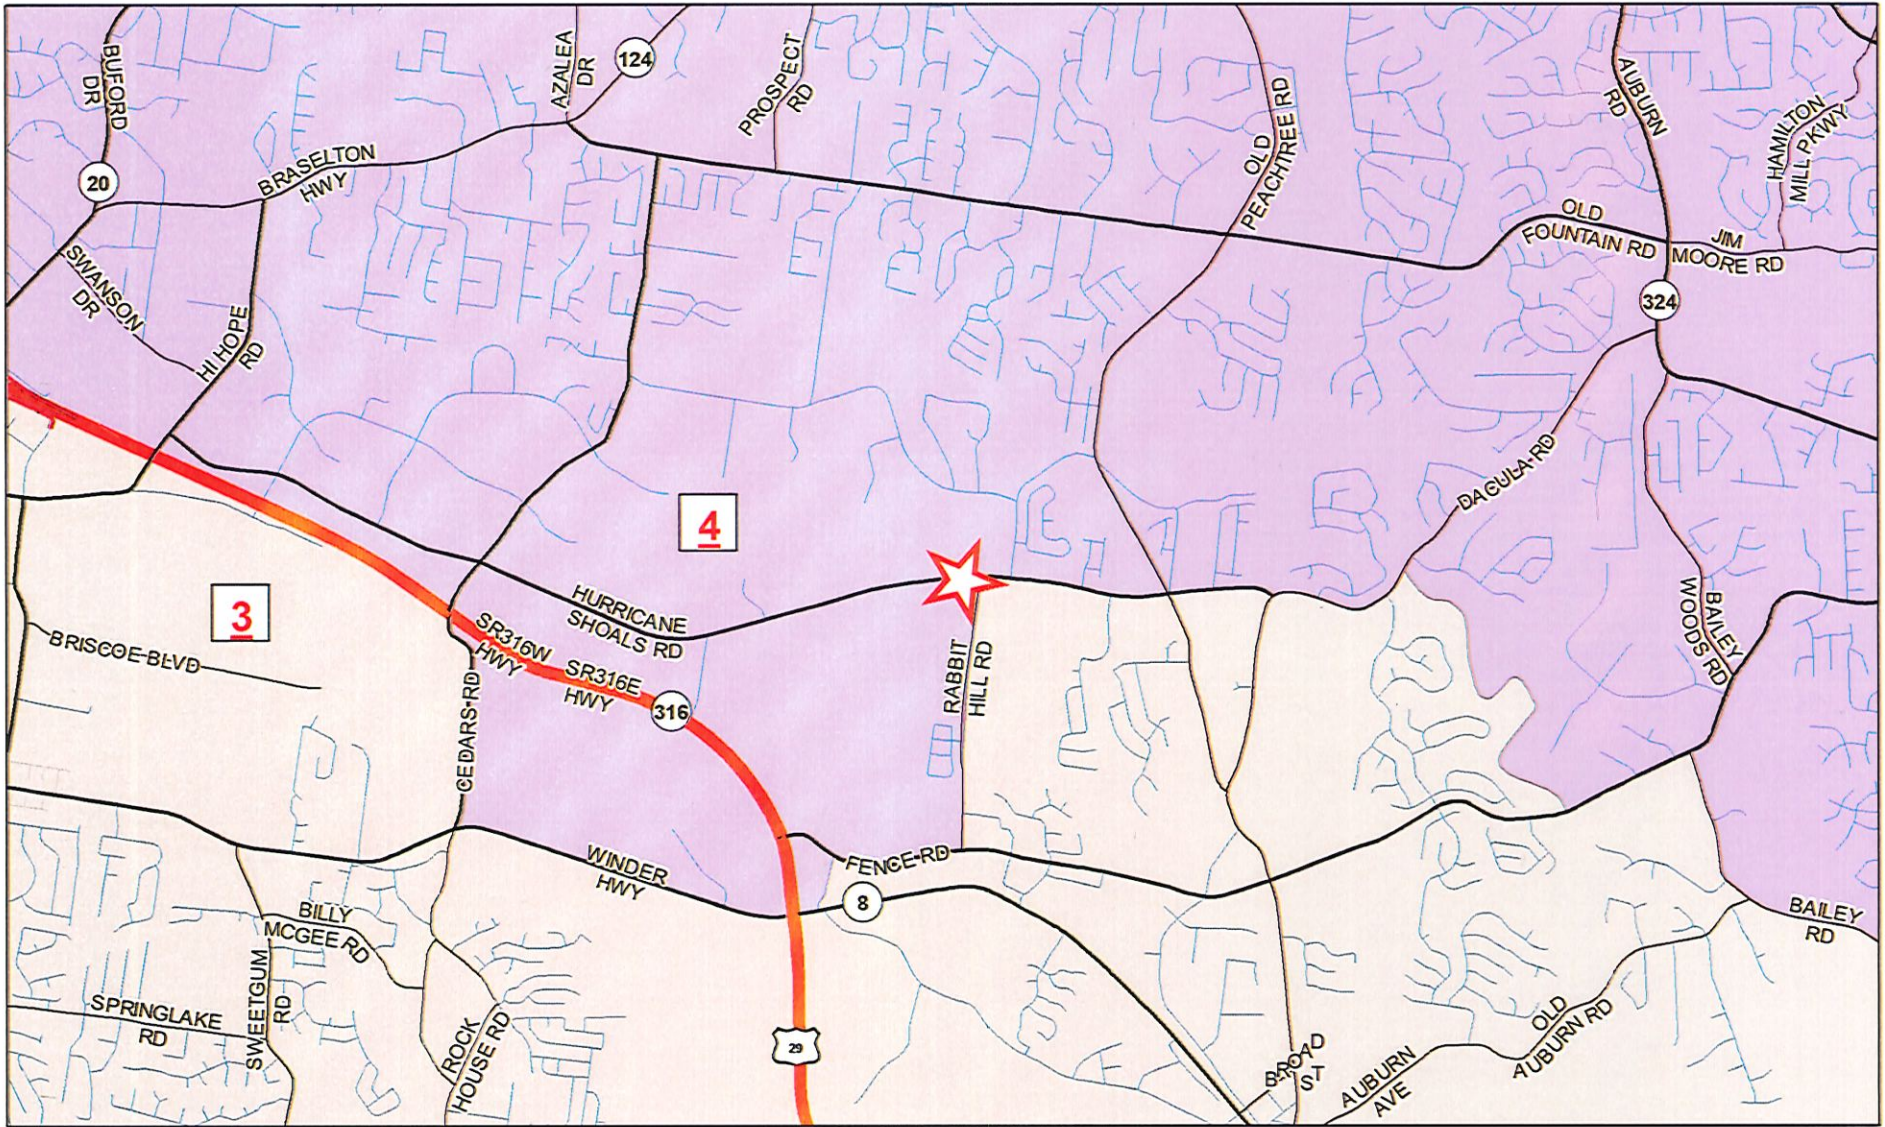 BUFORD
DR
AZALEA
DR
124
PROSPECT
RD
OLD
PEACHTREE RD
AUBURN
RD
HAMILTON
MILL PKWY
20
BRASELTON
HWY
OLD
FOUNTAIN RD
JIM
MOORE RD
SWANSON
DR
HI HOPE
RD
324
DACULA RD
4
3
HURRICANE
SHOALS RD
BAILEY
WOODS RD
BRISCOE BLVD
SR316W
HWY
SR316E
HWY
316
CEDARS RD
RABBIT
HILL RD
WINDER
HWY
FENCE RD
8
BILLY
MCGEE RD
BAILEY
RD
SWEETGUM
RD
SPRINGLAKE
RD
ROCK
HOUSE RD
29
BROAD
ST
AUBURN
AVE
OLD
AUBURN RD